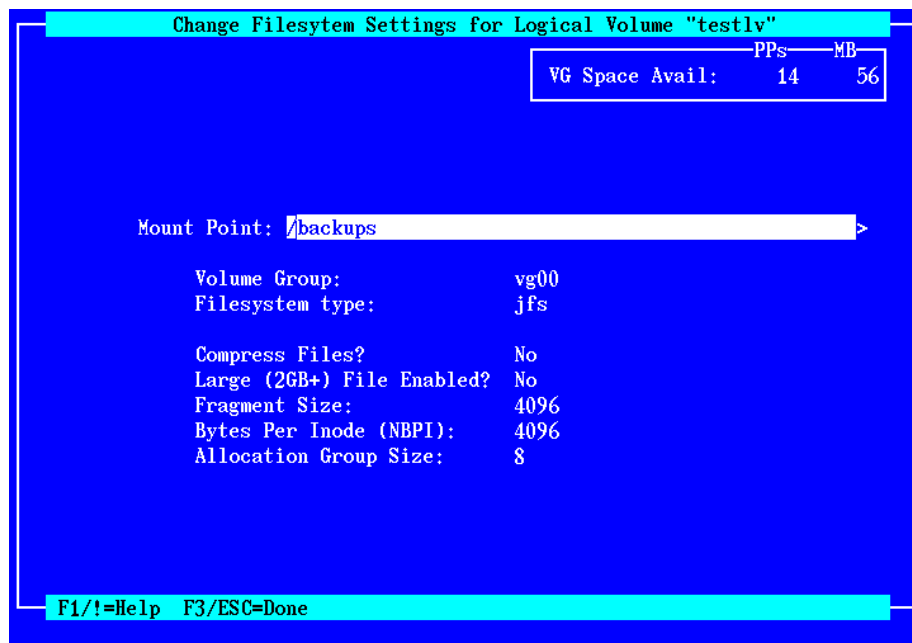 Change Filesytem Settings for Logical Volume "testlv"
PPs MB
VG Space Avail: 14 56
Mount Point: /backups >
Volume Group: vg00
Filesystem type: jfs
Compress Files? No
Large (2GB+) File Enabled? No
Fragment Size: 4096
Bytes Per Inode (NBPI): 4096
Allocation Group Size: 8
F1/!=Help F3/ESC=Done